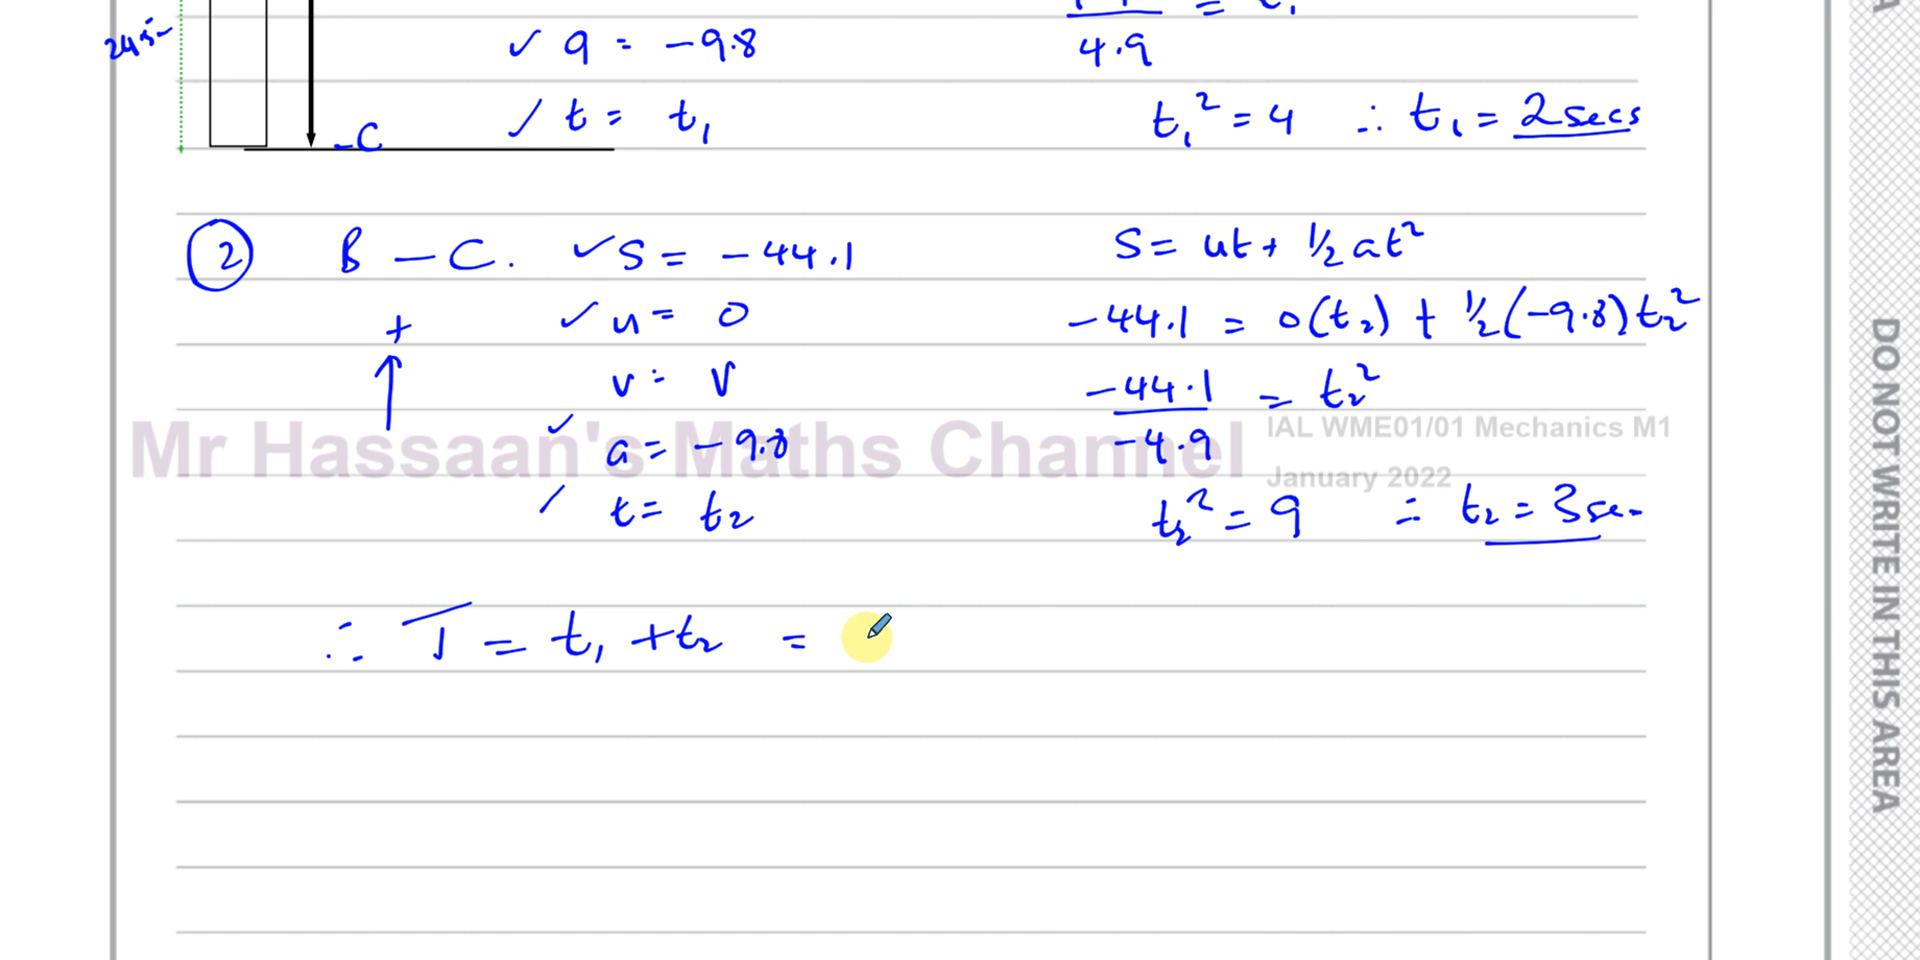 24.5
✓ a = -9.8
4.9
✓ t = t₁
t₁² = 4 ∴ t₁ = 2secs
-C
② B - C. ✓ S = -44.1
S = ut + ½at²
+
✓ u = 0
-44.1 = 0(t₂) + ½(-9.8)t₂²
v = V
-44.1 / -4.9 = t₂²
✓ a = -9.8
Mr Hassaan's Maths Channel
IAL WME01/01 Mechanics M1
January 2022
✓ t = t₂
t₂² = 9 ∴ t₂ = 3sec
∴ T = t₁ + t₂ =
DO NOT WRITE IN THIS AREA